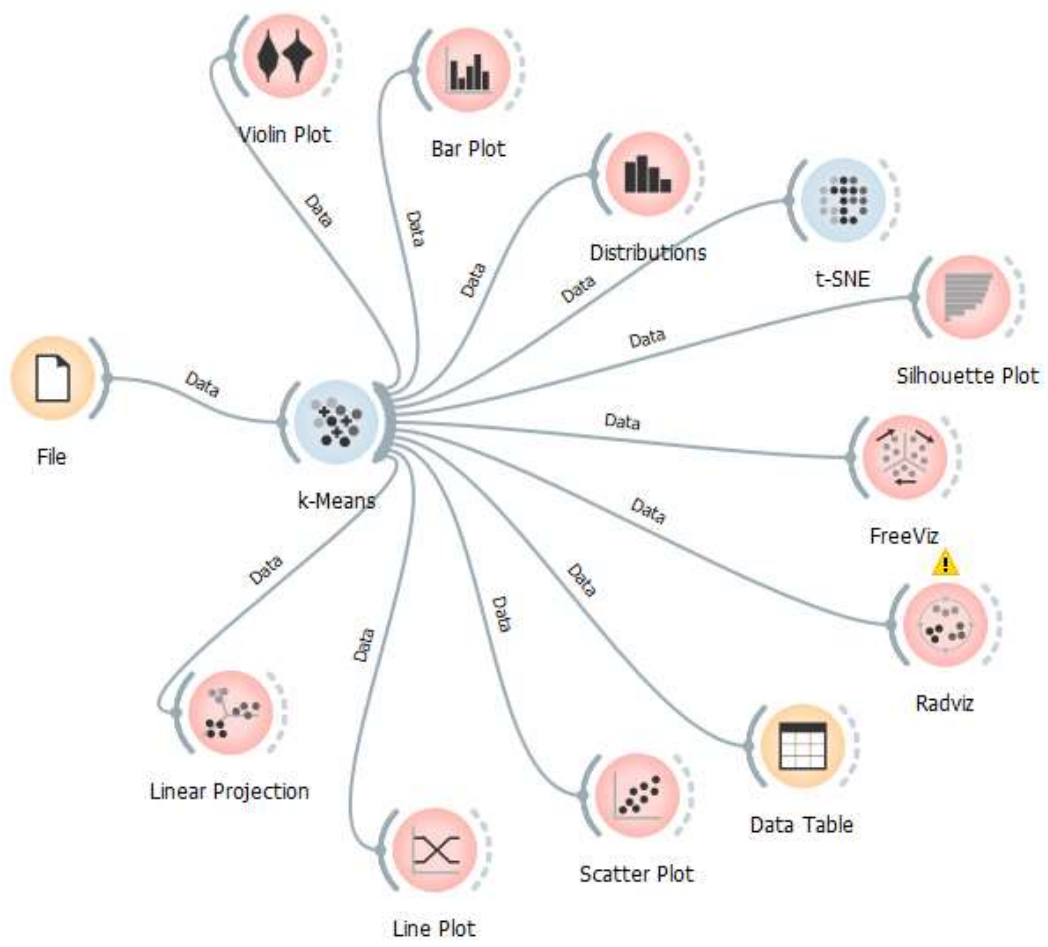 Violin Plot
Bar Plot
Distributions
t-SNE
Silhouette Plot
Data
Data
Data
Data
Data
File
Data
k-Means
Data
FreeViz
Data
Radviz
Data
Data
Data
Data
Linear Projection
Line Plot
Scatter Plot
Data Table